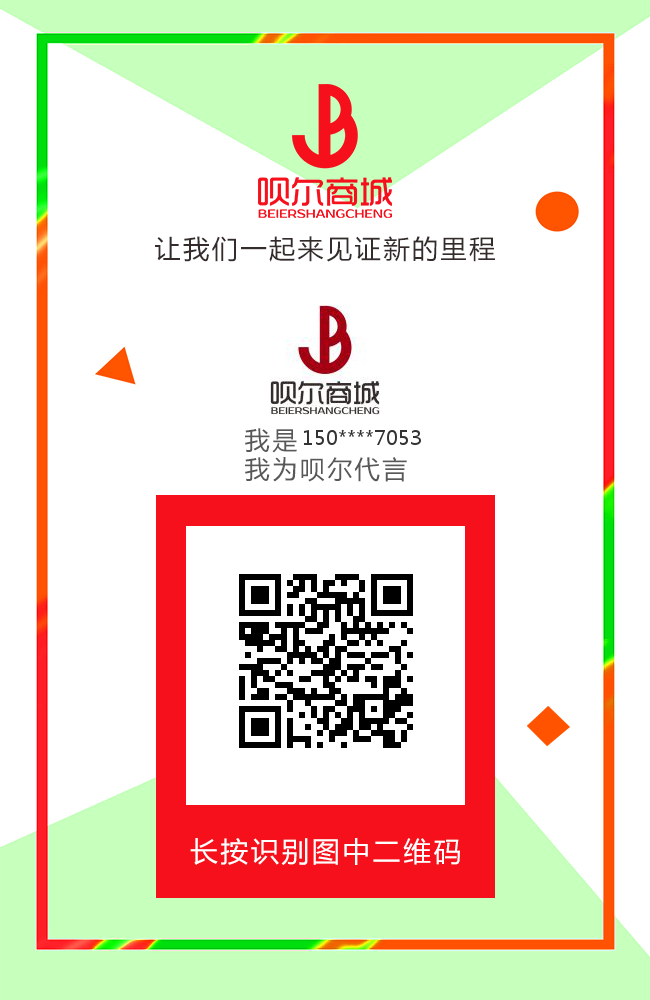 呗尔商城
BEIERSHANGCHENG
让我们一起来见证新的里程
呗尔商城
BEIERSHANGCHENG
我是 150****7053
我为呗尔代言
长按识别图中二维码